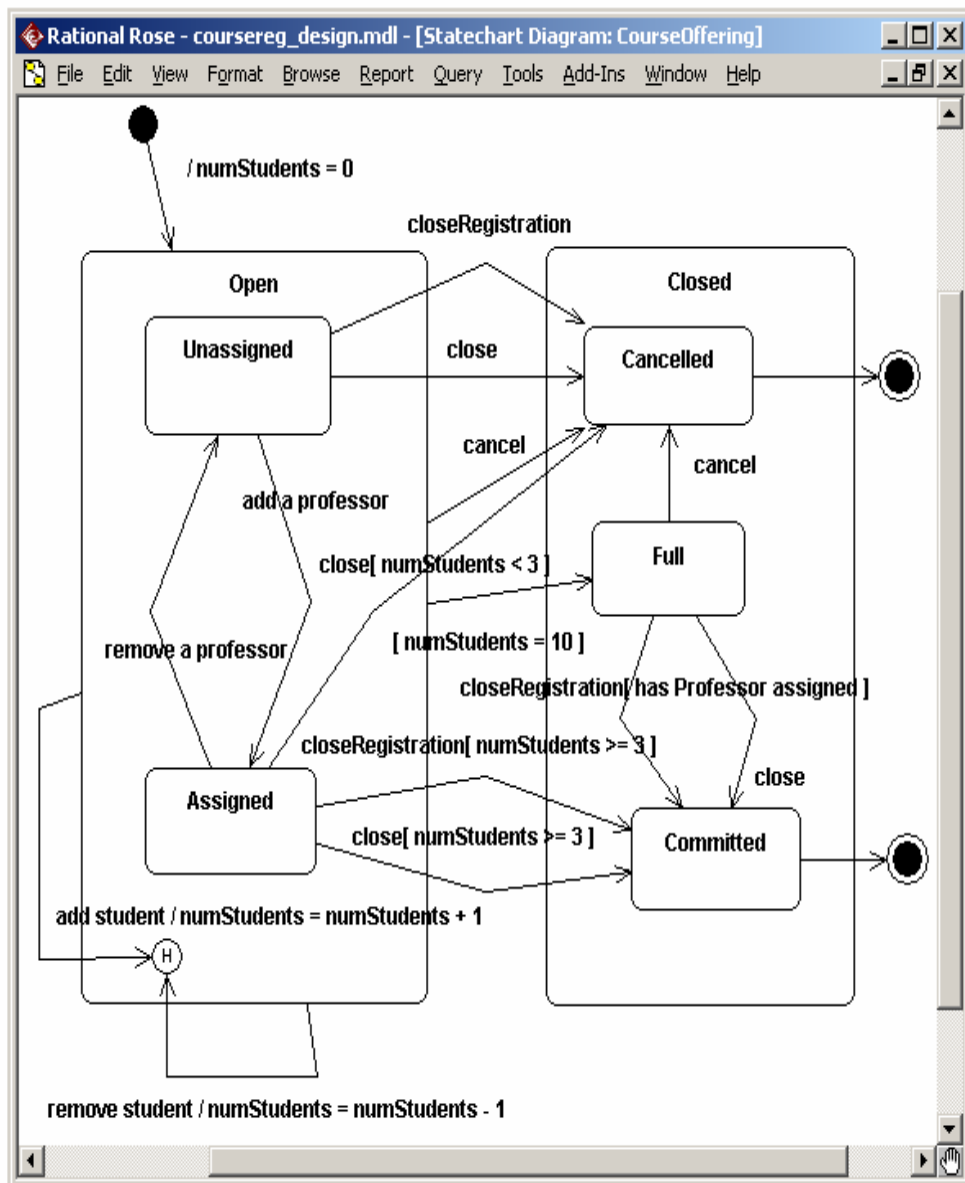 Rational Rose - coursereg_design.mdl - [Statechart Diagram: CourseOffering]
File Edit View Format Browse Report Query Tools Add-Ins Window Help
/ numStudents = 0
closeRegistration
Open
Closed
Unassigned
close
Cancelled
cancel
cancel
add a professor
close[ numStudents < 3 ]
Full
[ numStudents = 10 ]
remove a professor
closeRegistration[ has Professor assigned ]
closeRegistration[ numStudents >= 3 ]
close
Assigned
close[ numStudents >= 3 ]
Committed
add student / numStudents = numStudents + 1
H
remove student / numStudents = numStudents - 1